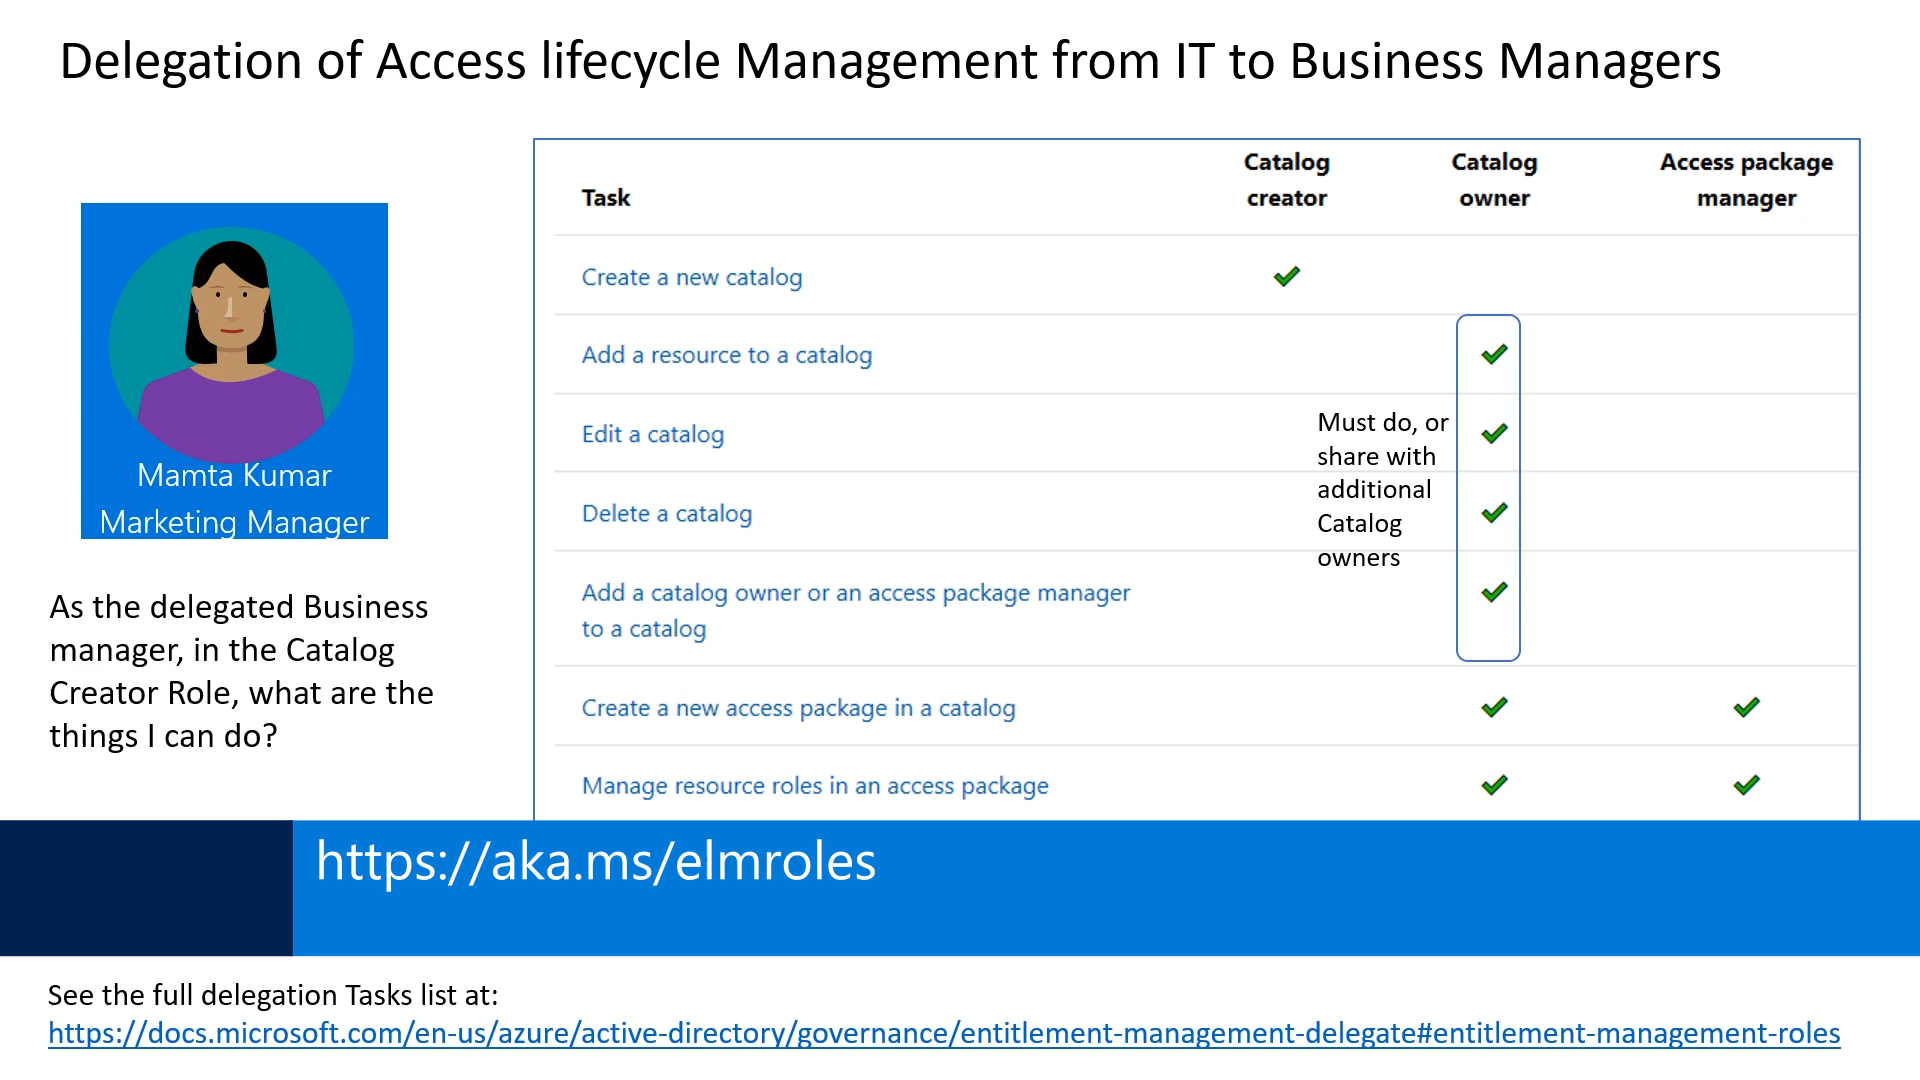 Delegation of Access lifecycle Management from IT to Business Managers
Mamta Kumar
Marketing Manager
As the delegated Business
manager, in the Catalog
Creator Role, what are the
things I can do?
Task
Catalog
creator
Catalog
owner
Access package
manager
Create a new catalog
Add a resource to a catalog
Edit a catalog
Delete a catalog
Add a catalog owner or an access package manager
to a catalog
Create a new access package in a catalog
Manage resource roles in an access package
Must do, or
share with
additional
Catalog
owners
https://aka.ms/elmroles
See the full delegation Tasks list at:
https://docs.microsoft.com/en-us/azure/active-directory/governance/entitlement-management-delegate#entitlement-management-roles